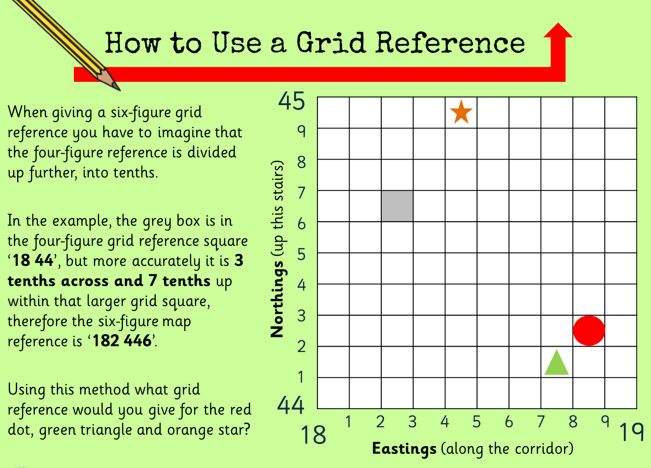 How to Use a Grid Reference
When giving a six-figure grid
reference you have to imagine that
the four-figure reference is divided
up further, into tenths.
In the example, the grey box is in
the four-figure grid reference square
‘18 44’, but more accurately it is 3
tenths across and 7 tenths up
within that larger grid square,
therefore the six-figure map
reference is ‘182 446’.
Using this method what grid
reference would you give for the red
dot, green triangle and orange star?
Northings (up this stairs)
45
9
8
7
6
5
4
3
2
1
44
18 1 2 3 4 5 6 7 8 9 19
Eastings (along the corridor)